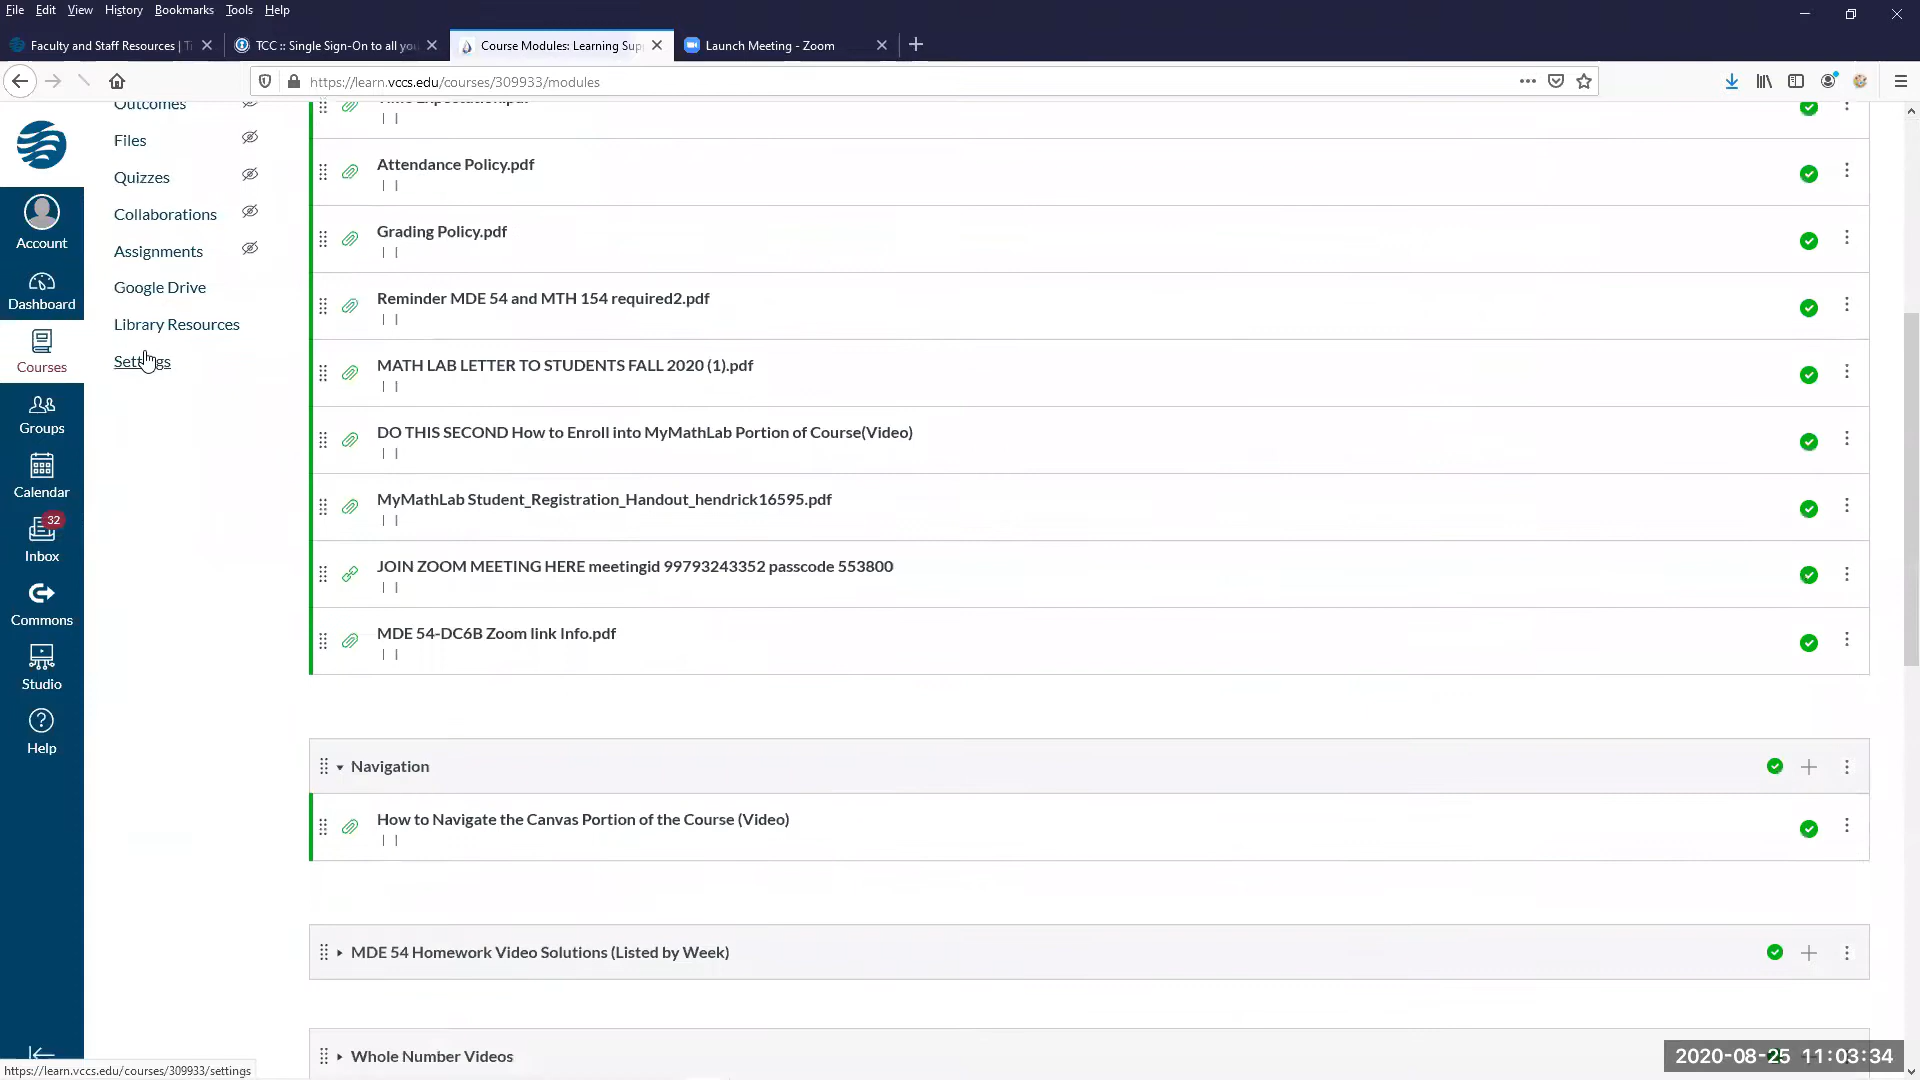 File Edit View History Bookmarks Tools Help
Faculty and Staff Resources | Ti
TCC :: Single Sign-On to all you
Course Modules: Learning Sup
Launch Meeting - Zoom
https://learn.vccs.edu/courses/309933/modules
Account
Dashboard
Courses
Groups
Calendar
32
Inbox
Commons
Studio
Help
Outcomes
Files
Quizzes
Collaborations
Assignments
Google Drive
Library Resources
Settings
Time Expectation.pdf
| |
Attendance Policy.pdf
| |
Grading Policy.pdf
| |
Reminder MDE 54 and MTH 154 required2.pdf
| |
MATH LAB LETTER TO STUDENTS FALL 2020 (1).pdf
| |
DO THIS SECOND How to Enroll into MyMathLab Portion of Course(Video)
| |
MyMathLab Student_Registration_Handout_hendrick16595.pdf
| |
JOIN ZOOM MEETING HERE meetingid 99793243352 passcode 553800
| |
MDE 54-DC6B Zoom link Info.pdf
| |
Navigation
How to Navigate the Canvas Portion of the Course (Video)
| |
MDE 54 Homework Video Solutions (Listed by Week)
Whole Number Videos
2020-08-25 11:03:34
https://learn.vccs.edu/courses/309933/settings